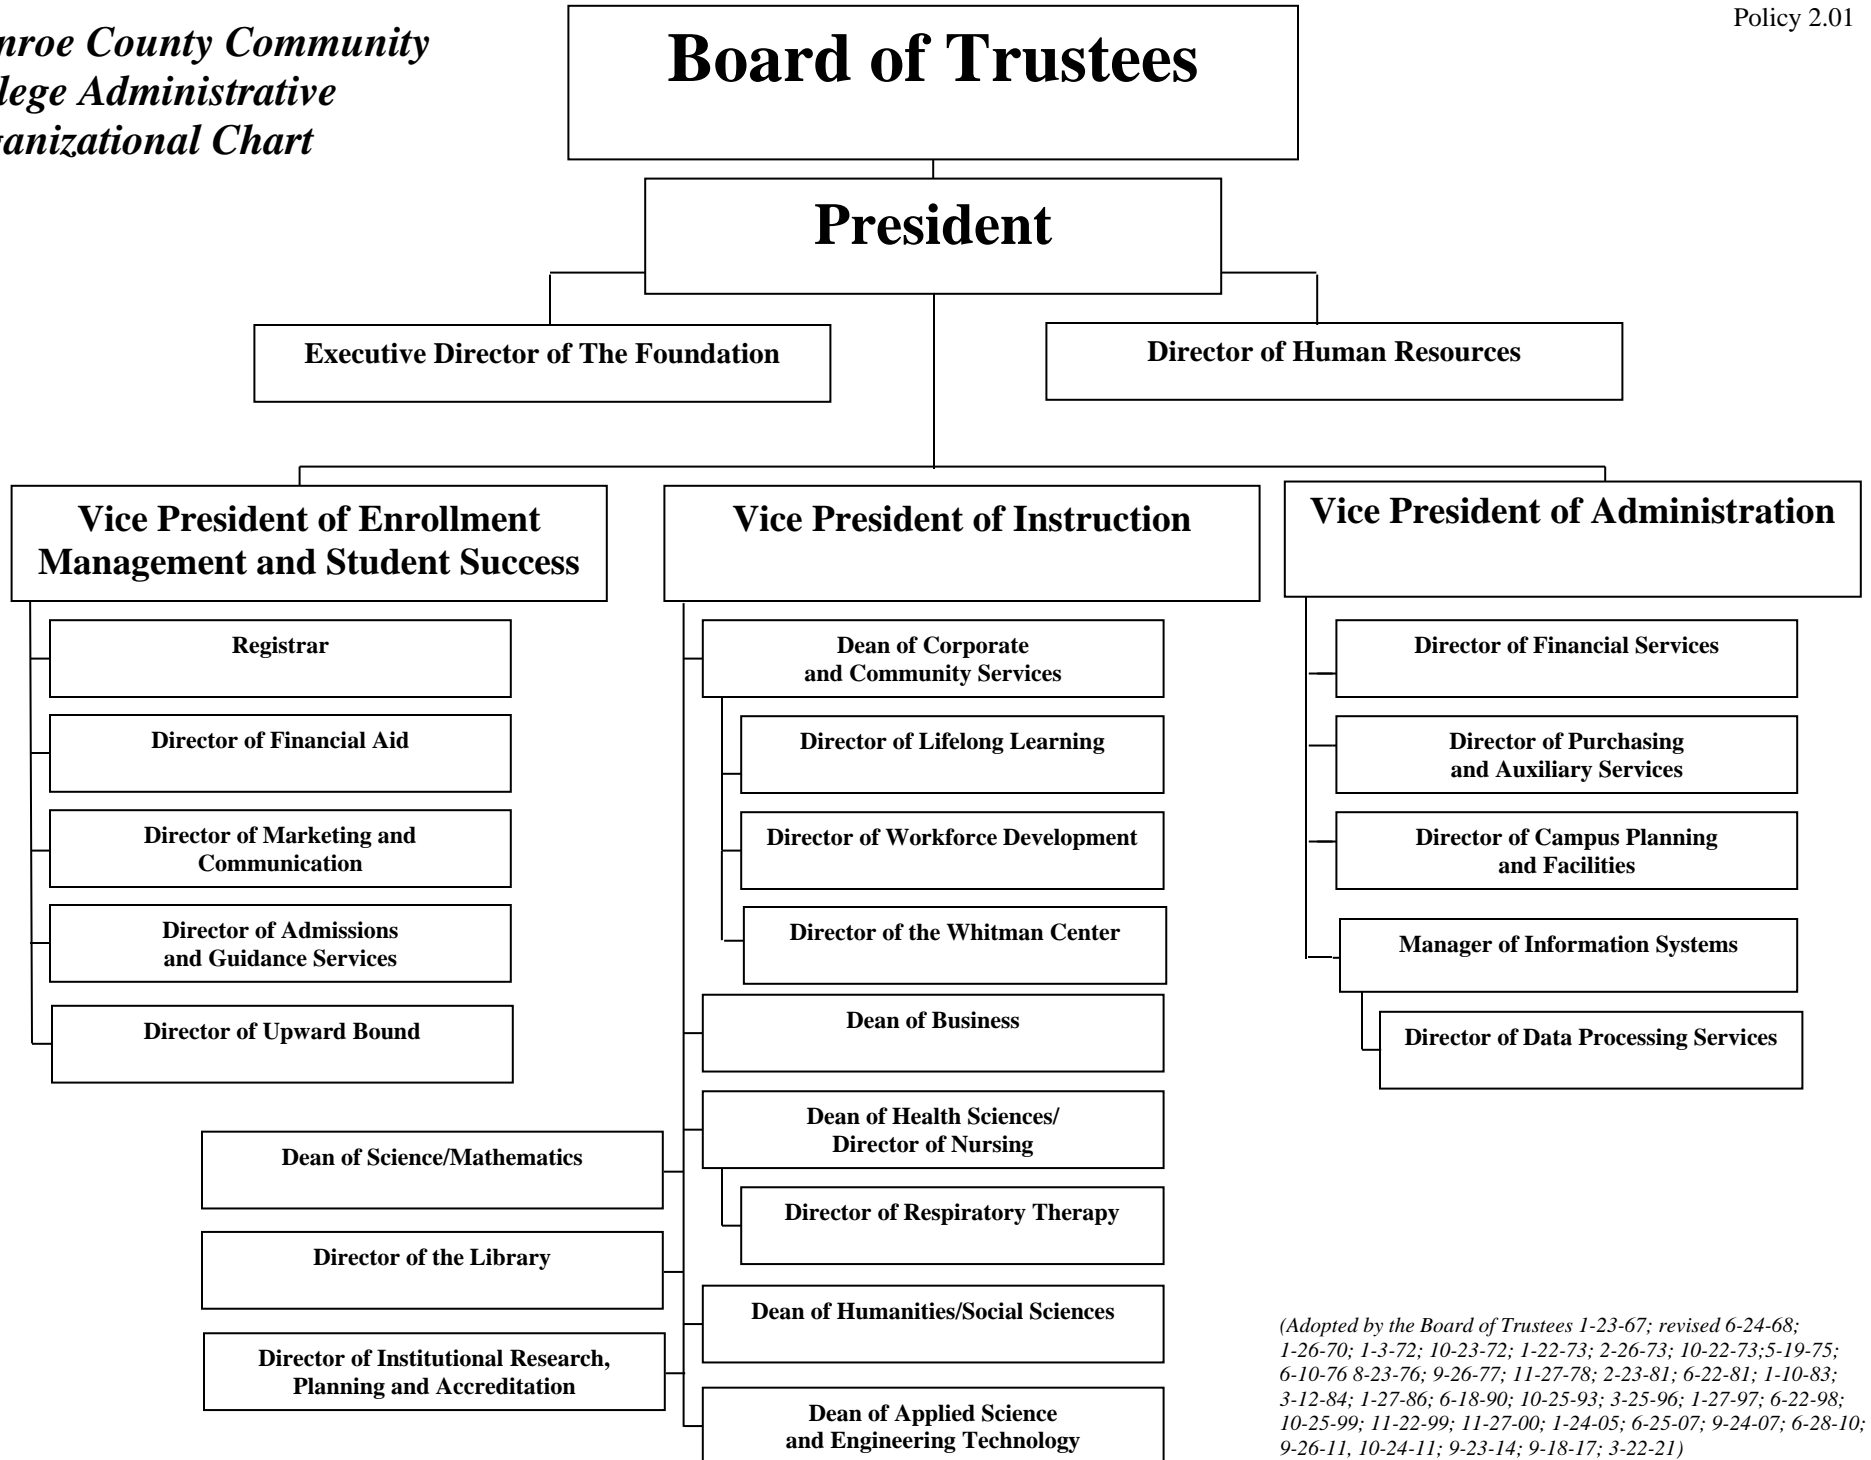 nroe County Community
lege Administrative
anizational Chart
Policy 2.01
Board of Trustees
President
Executive Director of The Foundation
Director of Human Resources
Vice President of Enrollment
Management and Student Success
Registrar
Director of Financial Aid
Director of Marketing and
Communication
Director of Admissions
and Guidance Services
Director of Upward Bound
Vice President of Instruction
Dean of Corporate
and Community Services
Director of Lifelong Learning
Director of Workforce Development
Director of the Whitman Center
Dean of Business
Dean of Health Sciences/
Director of Nursing
Director of Respiratory Therapy
Dean of Humanities/Social Sciences
Dean of Applied Science
and Engineering Technology
Dean of Science/Mathematics
Director of the Library
Director of Institutional Research,
Planning and Accreditation
Vice President of Administration
Director of Financial Services
Director of Purchasing
and Auxiliary Services
Director of Campus Planning
and Facilities
Manager of Information Systems
Director of Data Processing Services
(Adopted by the Board of Trustees 1-23-67; revised 6-24-68;
1-26-70; 1-3-72; 10-23-72; 1-22-73; 2-26-73; 10-22-73;5-19-75;
6-10-76 8-23-76; 9-26-77; 11-27-78; 2-23-81; 6-22-81; 1-10-83;
3-12-84; 1-27-86; 6-18-90; 10-25-93; 3-25-96; 1-27-97; 6-22-98;
10-25-99; 11-22-99; 11-27-00; 1-24-05; 6-25-07; 9-24-07; 6-28-10;
9-26-11, 10-24-11; 9-23-14; 9-18-17; 3-22-21)